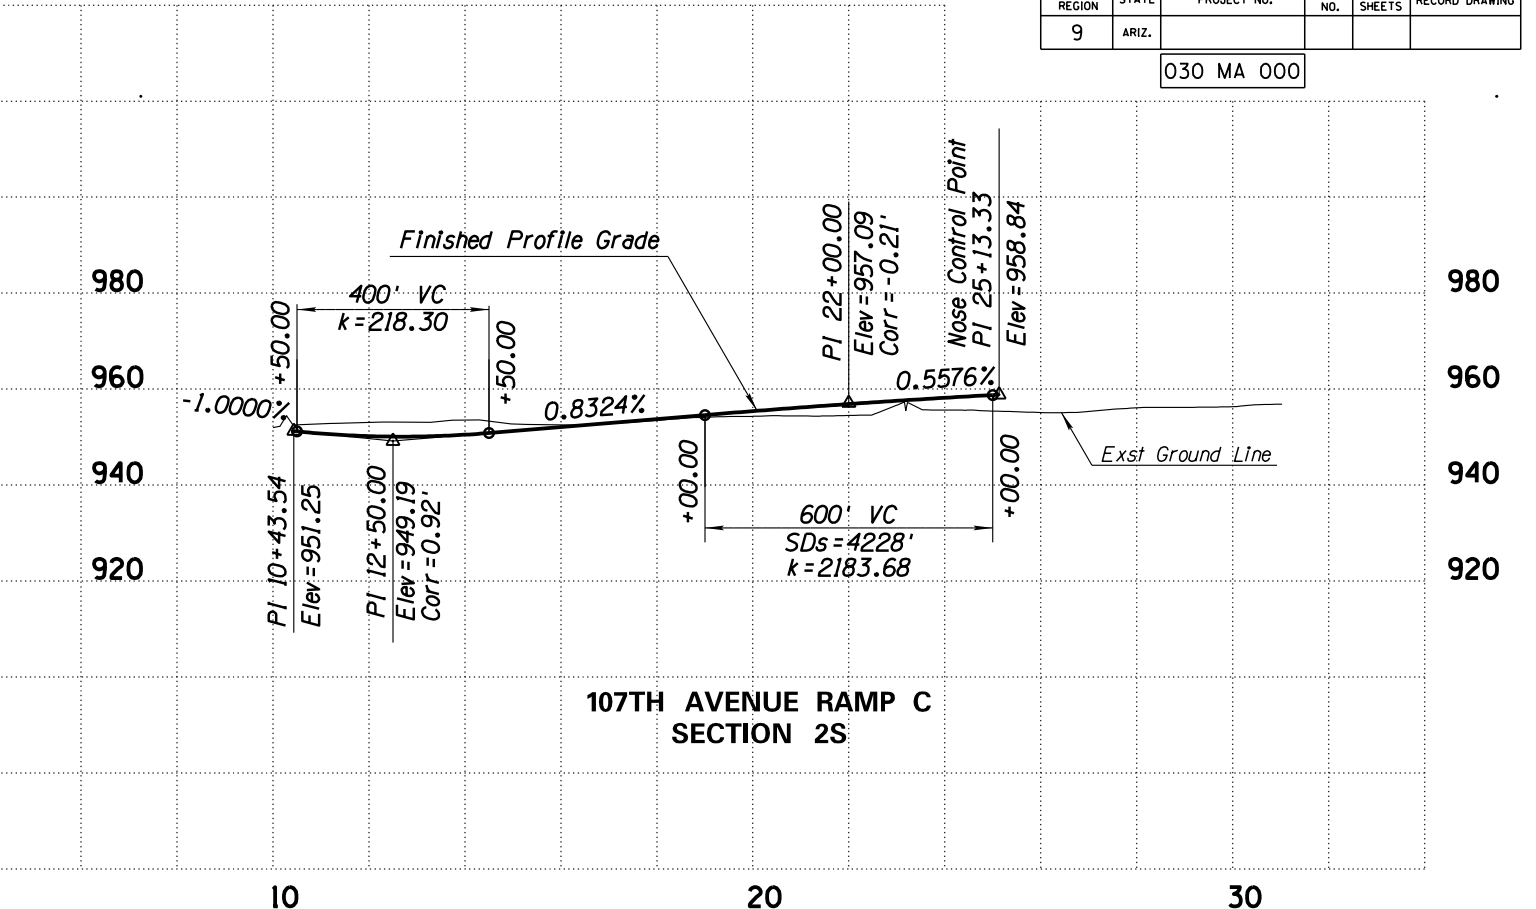 REGION STATE PROJECT NO. NO. SHEETS RECORD DRAWING
9 ARIZ.
030 MA 000
Finished Profile Grade
980
980
400' VC
k=218.30
+50.00
+50.00
PI 22+00.00
Elev=957.09
Corr=-0.21'
Nose Control Point
PI 25+13.33
Elev=958.84
960
960
-1.0000%
0.8324%
0.5576%
Exst Ground Line
940
940
+00.00
+00.00
PI 10+43.54
Elev=951.25
PI 12+50.00
Elev=949.19
Corr=0.92'
600' VC
SDs=4228'
k=2183.68
920
920
107TH AVENUE RAMP C
SECTION 2S
10
20
30